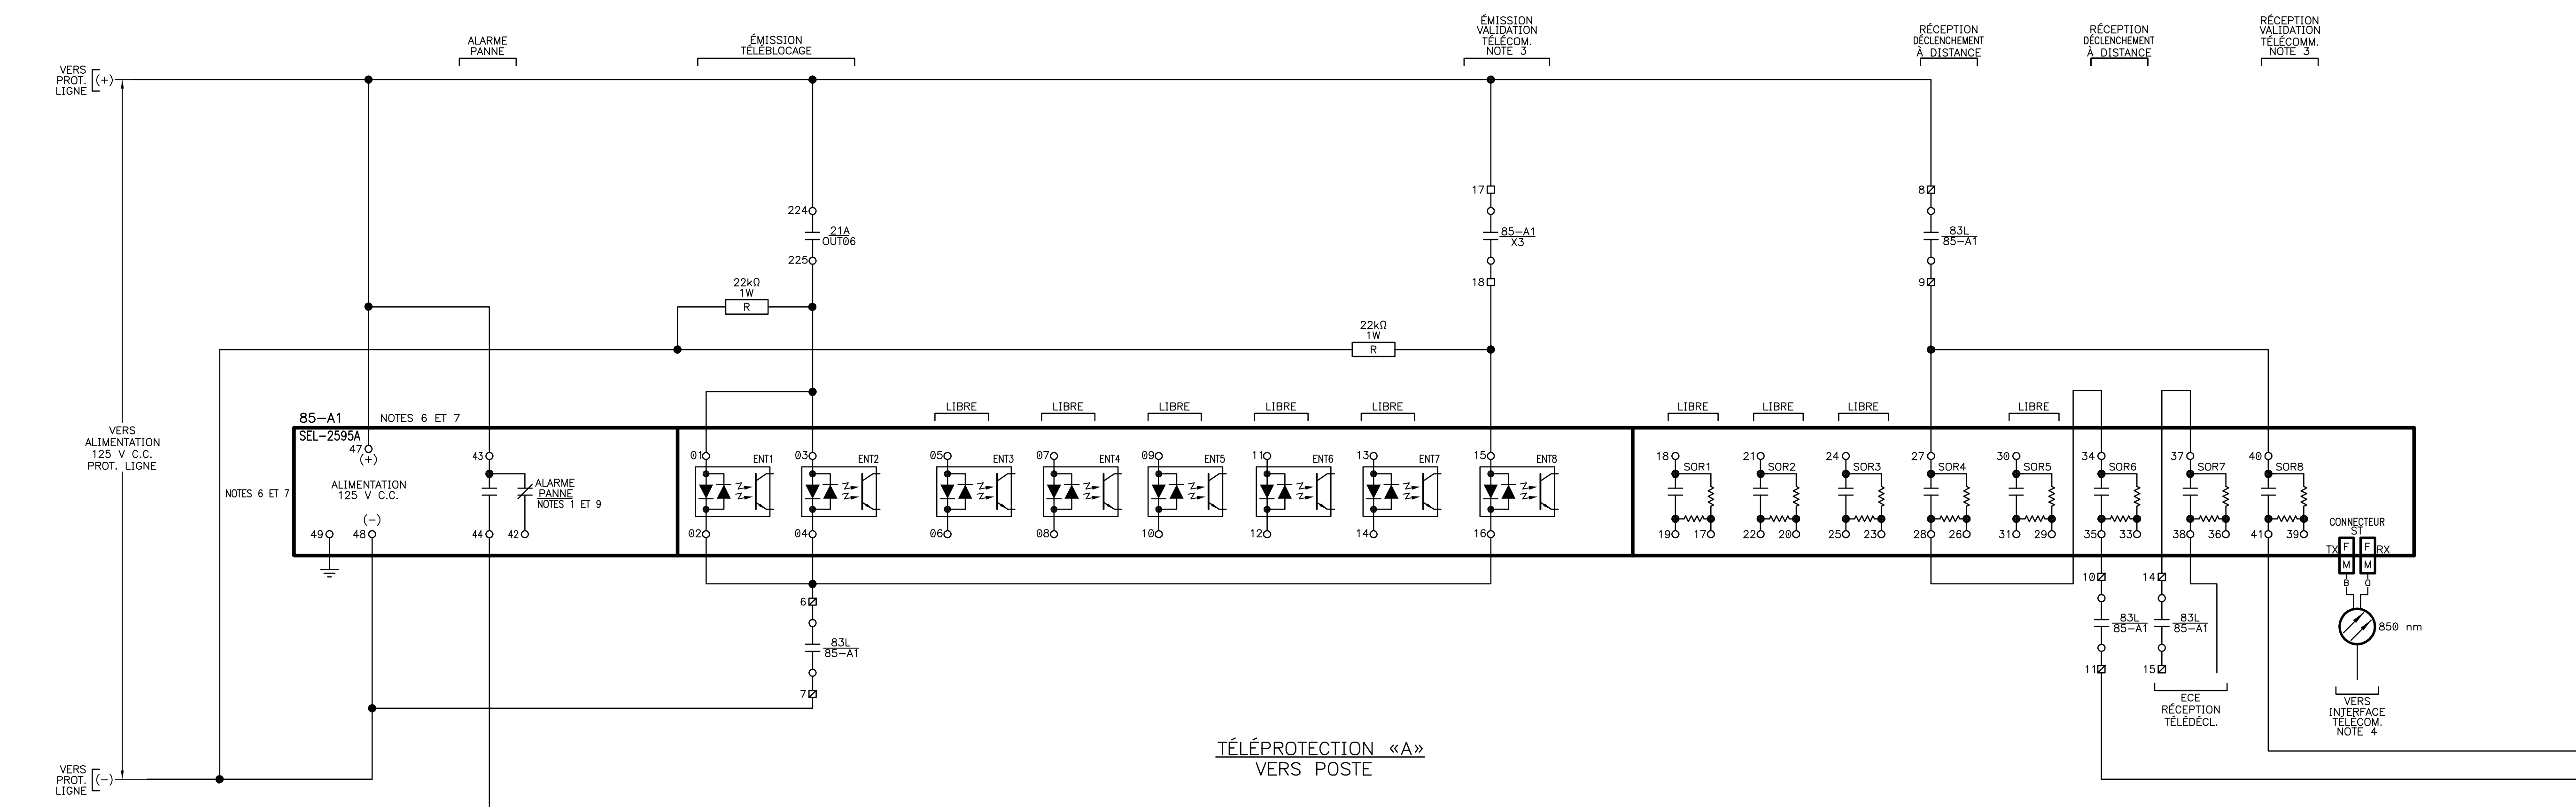 ALARME
PANNE
ÉMISSION
TÉLÉBLOCAGE
ÉMISSION
VALIDATION
TÉLÉCOM.
NOTE 3
RÉCEPTION
DÉCLENCHEMENT
À DISTANCE
RÉCEPTION
DÉCLENCHEMENT
À DISTANCE
RÉCEPTION
VALIDATION
TÉLÉCOMM.
NOTE 3
VERS
PROT.
LIGNE
(+)
17
8
224
21A
OUT06
225
85-A1
X3
83L
85-A1
18
9
22kΩ
1W
R
22kΩ
1W
R
VERS
ALIMENTATION
125 V C.C.
PROT. LIGNE
85-A1
NOTES 6 ET 7
SEL-2595A
LIBRE
LIBRE
LIBRE
LIBRE
LIBRE
LIBRE
LIBRE
LIBRE
LIBRE
47
(+)
43
01
ENT1
03
ENT2
05
ENT3
07
ENT4
09
ENT5
11
ENT6
13
ENT7
15
ENT8
18
SOR1
21
SOR2
24
SOR3
27
SOR4
30
SOR5
34
SOR6
37
SOR7
40
SOR8
NOTES 6 ET 7
ALIMENTATION
125 V C.C.
ALARME
PANNE
NOTES 1 ET 9
(-)
49
48
44
42
02
04
06
08
10
12
14
16
19
17
22
20
25
23
28
26
31
29
35
33
38
36
41
39
CONNECTEUR
ST
TX
F
F
RX
M
M
B
O
850 nm
6
83L
85-A1
7
10
83L
85-A1
11
14
83L
85-A1
15
ECE
RÉCEPTION
TÉLÉDÉCL.
VERS
INTERFACE
TÉLÉCOM.
NOTE 4
TÉLÉPROTECTION «A»
VERS POSTE
VERS
PROT.
LIGNE
(-)